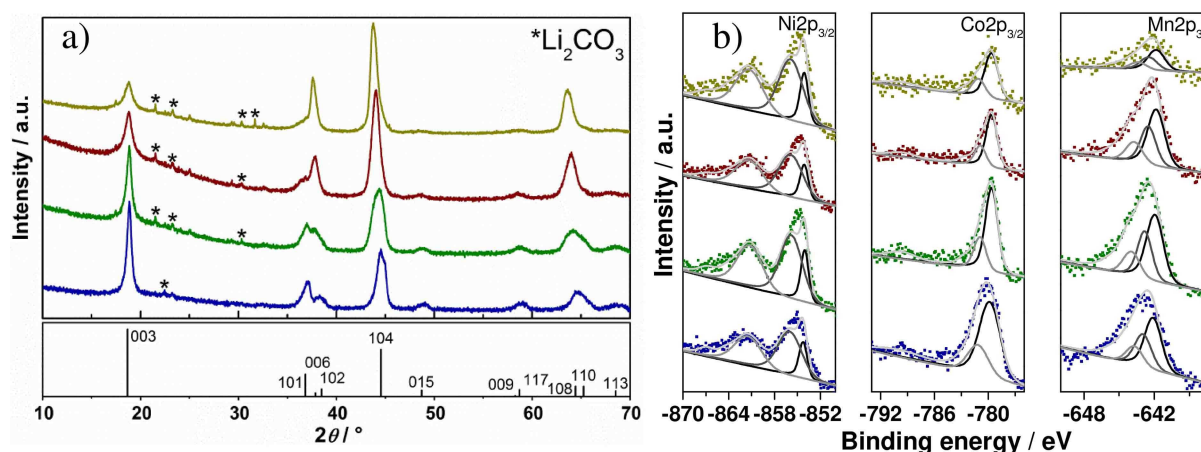 a)
*Li2CO3
* * * *
* * *
* * *
*
Intensity / a.u.
003
006
104
101
102
015
009
117
108
110
113
10 20 30 40 50 60 70
2θ / °
b)
Ni2p3/2
Co2p3/2
Mn2p3
Intensity / a.u.
-870 -864 -858 -852
-792 -786 -780
-648 -642
Binding energy / eV